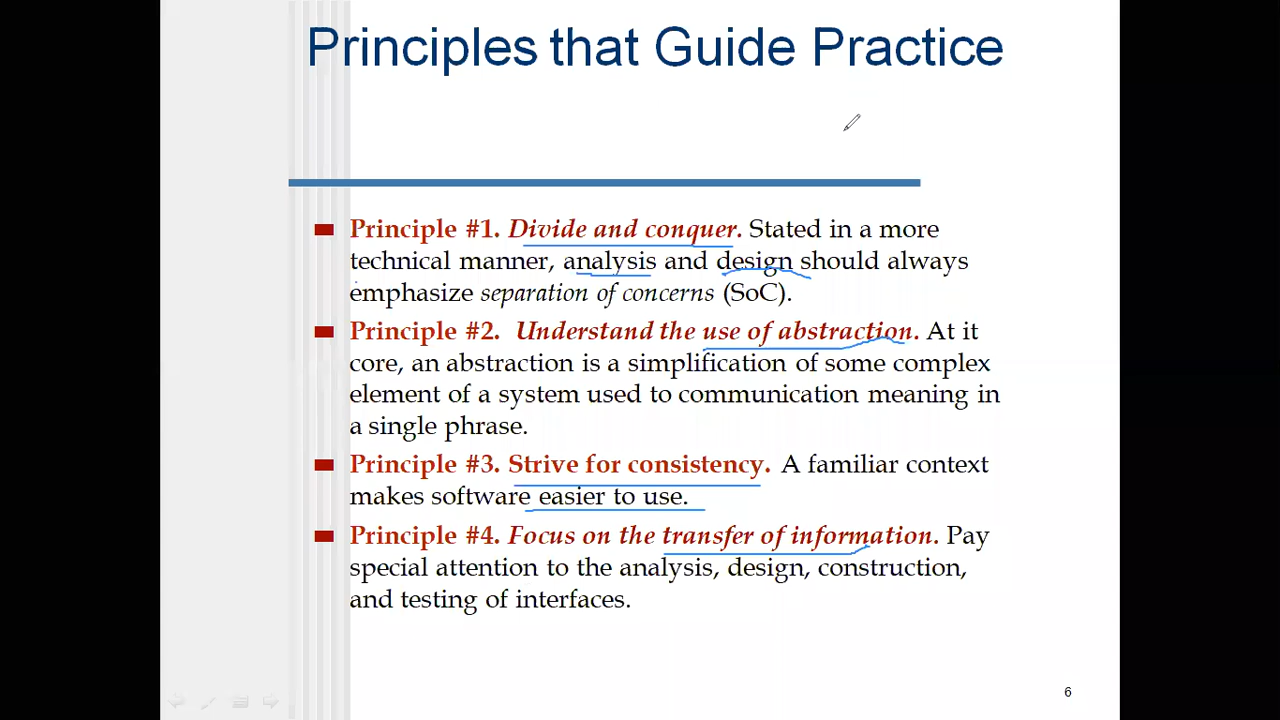 Principles that Guide Practice
Principle #1. Divide and conquer. Stated in a more
technical manner, analysis and design should always
emphasize separation of concerns (SoC).
Principle #2. Understand the use of abstraction. At it
core, an abstraction is a simplification of some complex
element of a system used to communication meaning in
a single phrase.
Principle #3. Strive for consistency. A familiar context
makes software easier to use.
Principle #4. Focus on the transfer of information. Pay
special attention to the analysis, design, construction,
and testing of interfaces.
6